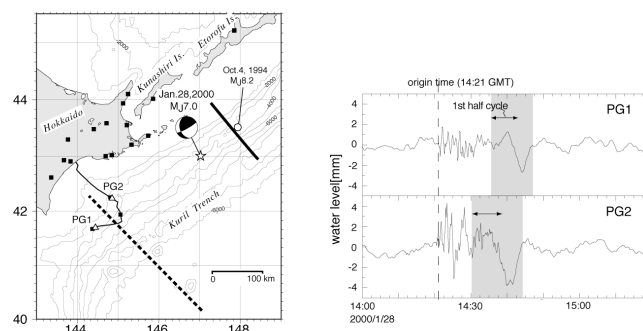 Etorofu Is.
Kunashiri Is.
Oct.4, 1994
MJ8.2
Jan.28,2000
MJ7.0
Hokkaido
PG2
PG1
Kuril Trench
0 100 km
44
42
40
144 146 148
origin time (14:21 GMT)
1st half cycle
PG1
4
2
0
-2
-4
water level[mm]
PG2
4
2
0
-2
-4
14:00 14:30 15:00
2000/1/28